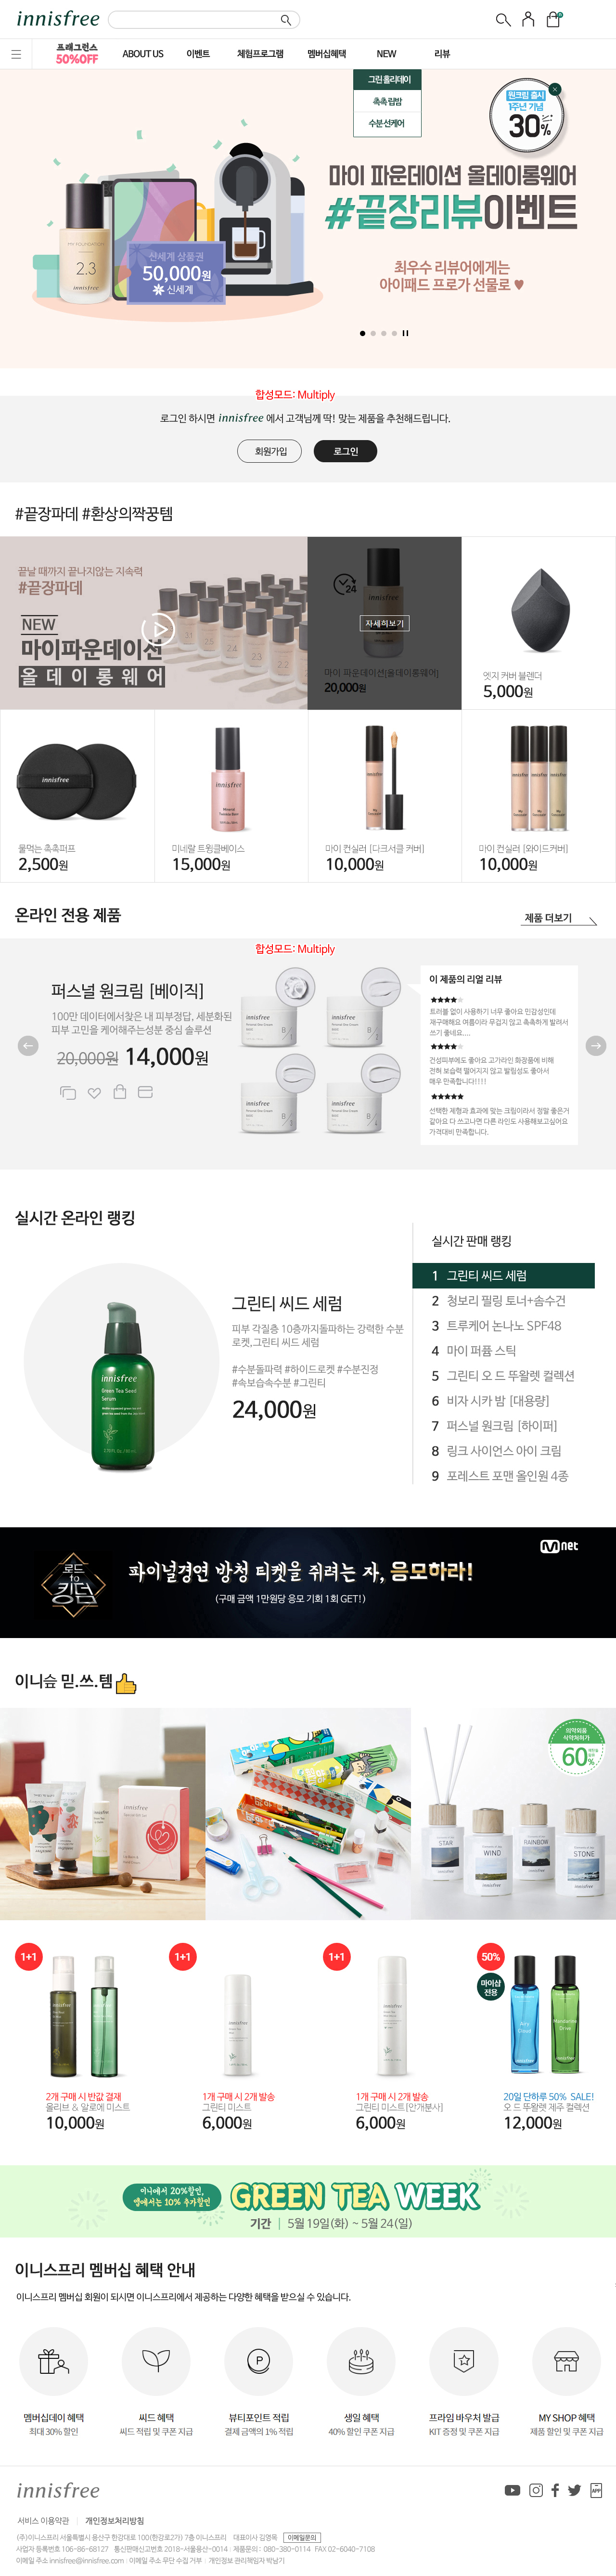 innisfree
프래그런스
50%OFF
ABOUT US
이벤트
체험프로그램
멤버십혜택
NEW
리뷰
그린 홀리데이
촉촉 립밤
수분 선케어
원크림 출시
1주년 기념
30%
마이 파운데이션 올데이롱웨어
#끝장리뷰이벤트
최우수 리뷰어에게는
아이패드 프로가 선물로 ♥
MY FOUNDATION
2.3
innisfree
신세계 상품권
50,000원
신세계
합성모드: Multiply
로그인 하시면 innisfree 에서 고객님께 딱! 맞는 제품을 추천해드립니다.
회원가입
로그인
#끝장파데 #환상의짝꿍템
끝날 때까지 끝나지않는 지속력
#끝장파데
NEW
마이파운데이션
올데이롱웨어
24
자세히보기
마이 파운데이션[올데이롱웨어]
20,000원
엣지 커버 블렌더
5,000원
innisfree
물먹는 촉촉퍼프
2,500원
innisfree
미네랄 트윙클베이스
15,000원
마이 컨실러 [다크서클 커버]
10,000원
마이 컨실러 [와이드커버]
10,000원
온라인 전용 제품
제품 더보기
합성모드: Multiply
퍼스널 원크림 [베이직]
100만 데이터에서찾은 내 피부정답, 세분화된
피부 고민을 케어해주는성분 중심 솔루션
20,000원 14,000원
이 제품의 리얼 리뷰
★★★★★
트러블 없이 사용하기 너무 좋아요 민감성인데
재구매해요 여름이라 무겁지 않고 촉촉하게 발려서
쓰기 좋네요....
★★★★★
건성피부에도 좋아요 고가라인 화장품에 비해
전혀 보습력 떨어지지 않고 발림성도 좋아서
매우 만족합니다!!!!
★★★★★
선택한 제형과 효과에 맞는 크림이라서 정말 좋은거
같아요 다 쓰고나면 다른 라인도 사용해보고싶어요
가격대비 만족합니다.
실시간 온라인 랭킹
innisfree
Green Tea Seed
Serum
그린티 씨드 세럼
피부 각질층 10층까지돌파하는 강력한 수분
로켓,그린티 씨드 세럼
#수분돌파력 #하이드로켓 #수분진정
#속보습속수분 #그린티
24,000원
실시간 판매 랭킹
1 그린티 씨드 세럼
2 청보리 필링 토너+솜수건
3 트루케어 논나노 SPF48
4 마이 퍼퓸 스틱
5 그린티 오 드 뚜왈렛 컬렉션
6 비자 시카 밤 [대용량]
7 퍼스널 원크림 [하이퍼]
8 링크 사이언스 아이 크림
9 포레스트 포맨 올인원 4종
로드
to
킹덤
파이널경연 방청 티켓을 쥐려는 자, 응모하라!
(구매 금액 1만원당 응모 기회 1회 GET!)
Mnet
이니슾 믿.쓰.템
innisfree
STAR
WIND
RAINBOW
STONE
60%
1+1
2개 구매 시 반값 결제
올리브 & 알로에 미스트
10,000원
1+1
1개 구매 시 2개 발송
그린티 미스트
6,000원
1+1
1개 구매 시 2개 발송
그린티 미스트[안개분사]
6,000원
50%
마이샵
전용
20일 단하루 50% SALE!
오 드 뚜왈렛 제주 컬렉션
12,000원
이니에서 20%할인,
앱에서는 10% 추가할인
GREEN TEA WEEK
기간 | 5월 19일(화) ~ 5월 24(일)
이니스프리 멤버십 혜택 안내
이니스프리 멤버십 회원이 되시면 이니스프리에서 제공하는 다양한 혜택을 받으실 수 있습니다.
멤버십데이 혜택
최대 30% 할인
씨드 혜택
씨드 적립 및 쿠폰 지급
뷰티포인트 적립
결제 금액의 1% 적립
생일 혜택
40% 할인 쿠폰 지급
프라임 바우처 발급
KIT 증정 및 쿠폰 지급
MY SHOP 혜택
제품 할인 및 쿠폰 지급
innisfree
APP
서비스 이용약관 | 개인정보처리방침
(주)이니스프리 서울특별시 용산구 한강대로 100(한강로2가) 7층 이니스프리 대표이사 김영목 이메일문의
사업자 등록번호 106-86-68127 통신판매신고번호 2018-서울용산-0014 : 제품문의 : 080-380-0114 FAX 02-6040-7108
이메일 주소 innisfree@innisfree.com : 이메일 주소 무단 수집 거부 : 개인정보 관리책임자 박남기